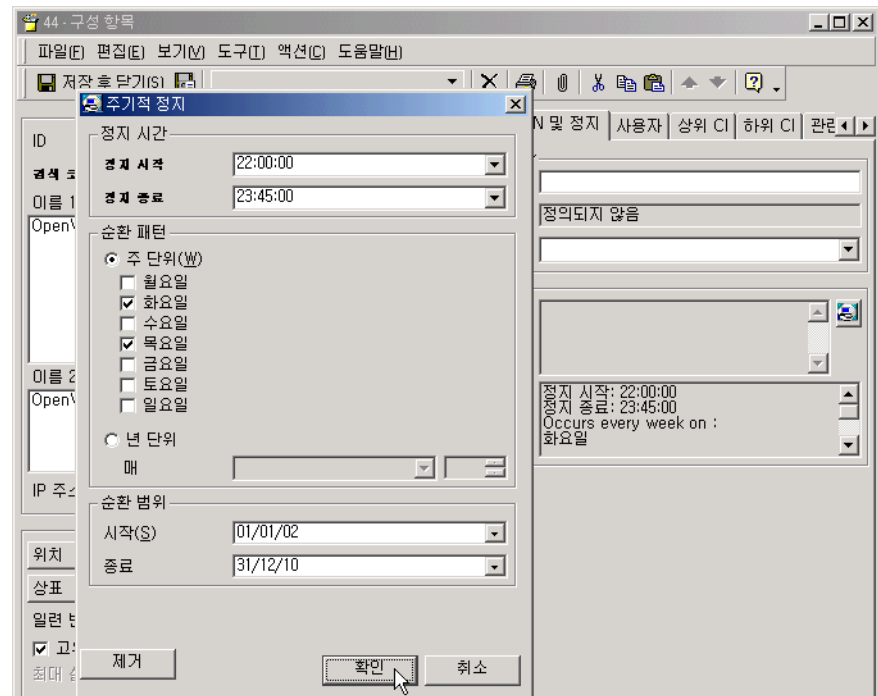 44 - 구성 항목
파일(F) 편집(E) 보기(V) 도구(T) 액션(C) 도움말(H)
저장 후 닫기(S)
주기적 정지
정지 시간
정지 시작 22:00:00
정지 종료 23:45:00
순환 패턴
주 단위(W)
월요일
화요일
수요일
목요일
금요일
토요일
일요일
년 단위
매
순환 범위
시작(S) 01/01/02
종료 31/12/10
제거
확인
취소
ID
검색
이름 1
Open
이름 2
Open
IP
위치
상표
일련
최대
및 정지
사용자
상위 CI
하위 CI
정의되지 않음
정지 시작: 22:00:00
정지 종료: 23:45:00
Occurs every week on :
화요일